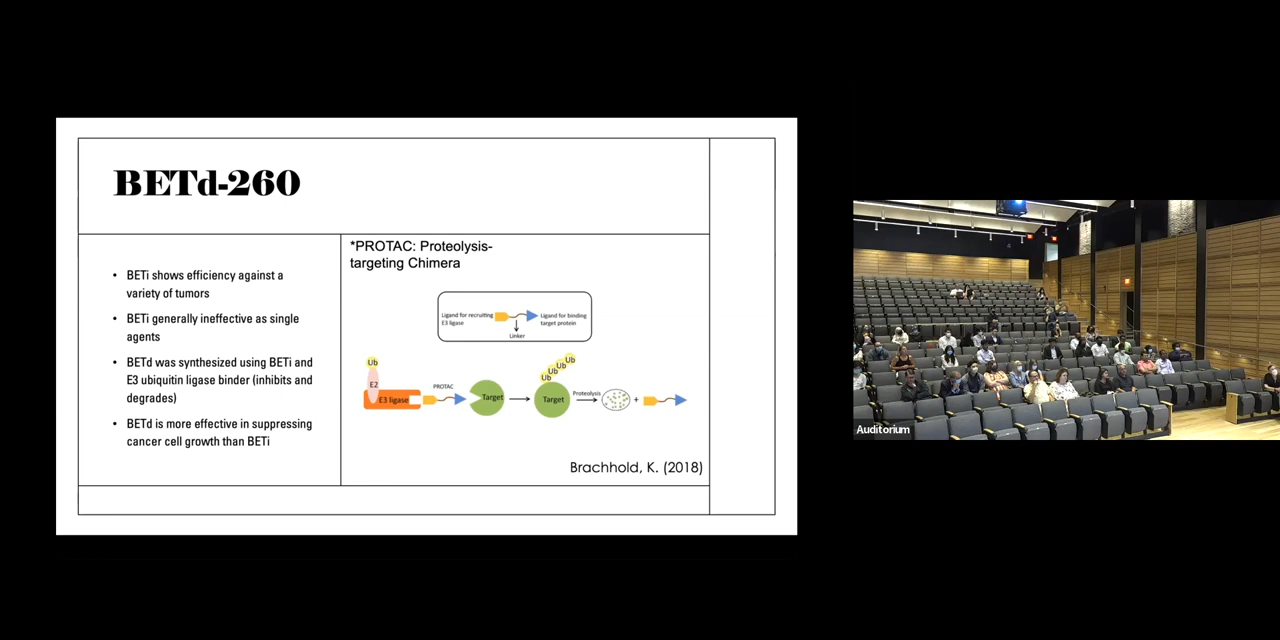 BETd-260
• BETi shows efficiency against a
variety of tumors
• BETi generally ineffective as single
agents
• BETd was synthesized using BETi and
E3 ubiquitin ligase binder (inhibits and
degrades)
• BETd is more effective in suppressing
cancer cell growth than BETi
*PROTAC: Proteolysis-
targeting Chimera
Ligand for recruiting
E3 ligase
Linker
Ligand for binding
target protein
Ub
E2
E3 ligase
PROTAC
Target
Ub
Ub
Ub
Ub
Target
Proteolysis
+
Brachhold, K. (2018)
Auditorium